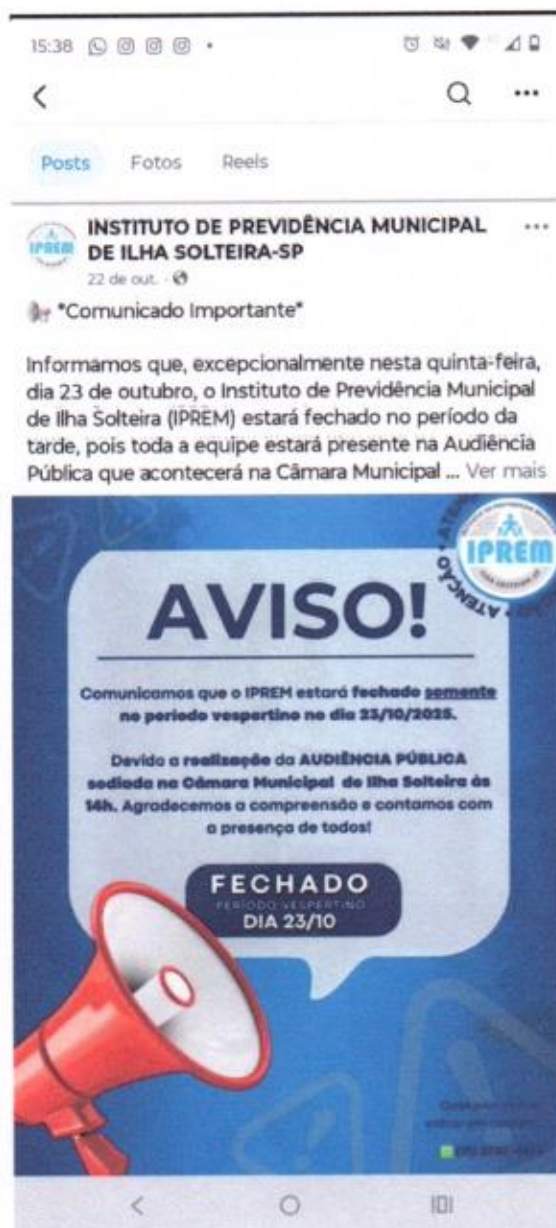 15:38
Posts Fotos Reels
INSTITUTO DE PREVIDÊNCIA MUNICIPAL
DE ILHA SOLTEIRA-SP
22 de out.
*Comunicado Importante*
Informamos que, excepcionalmente nesta quinta-feira,
dia 23 de outubro, o Instituto de Previdência Municipal
de Ilha Solteira (IPREM) estará fechado no período da
tarde, pois toda a equipe estará presente na Audiência
Pública que acontecerá na Câmara Municipal ... Ver mais
IPREM
ATENÇÃO
AVISO!
Comunicamos que o IPREM estará fechado somente
no período vespertino no dia 23/10/2025.
Devido a realização da AUDIÊNCIA PÚBLICA
sediada na Câmara Municipal de Ilha Solteira às
14h. Agradecemos a compreensão e contamos com
a presença de todos!
FECHADO
PERÍODO VESPERTINO
DIA 23/10